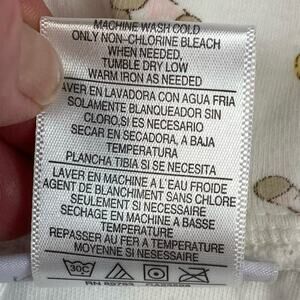 MACHINE WASH COLD
ONLY NON-CHLORINE BLEACH
WHEN NEEDED,
TUMBLE DRY LOW
WARM IRON AS NEEDED
AVER EN LAVADORA CON AGUA FRIA
SOLAMENTE BLANQUEADOR SIN
CLORO,SI ES NECESARIO
SECAR EN SECADORA, A BAJA
TEMPERATURA
PLANCHA TIBIA SI SE NECESITA
LAVER EN MACHINE A L'EAU FROIDE
AGENT DE BLANCHIMENT SANS CHLORE
SEULEMENT SI NECESSAIRE
SECHAGE EN MACHINE A BASSE
TEMPERATURE
REPASSER AU FER A TEMPERATURE
MOYENNE SI NECESSAIRE
30C
RN